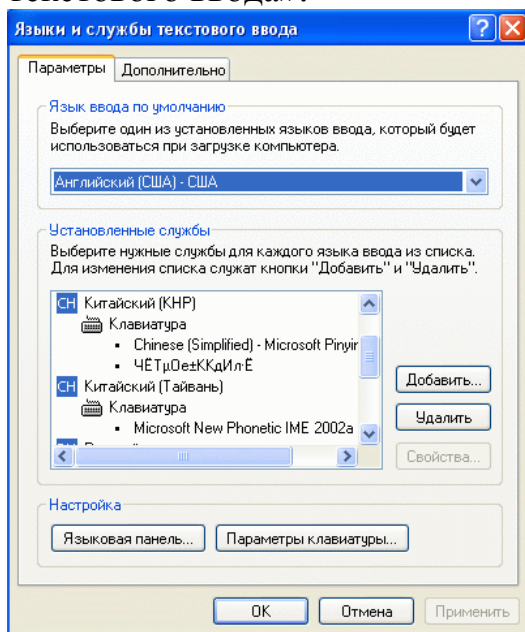 Языки и службы текстового ввода
Параметры Дополнительно
Язык ввода по умолчанию
Выберите один из установленных языков ввода, который будет
использоваться при загрузке компьютера.
Английский (США) - США
Установленные службы
Выберите нужные службы для каждого языка ввода из списка.
Для изменения списка служат кнопки "Добавить" и "Удалить".
CH Китайский (КНР)
Клавиатура
Chinese (Simplified) - Microsoft Pinyin
ЧЁТµОе±ККдИл·Ё
CH Китайский (Тайвань)
Клавиатура
Microsoft New Phonetic IME 2002a
Добавить...
Удалить
Свойства...
Настройка
Языковая панель... Параметры клавиатуры...
OK Отмена Применить